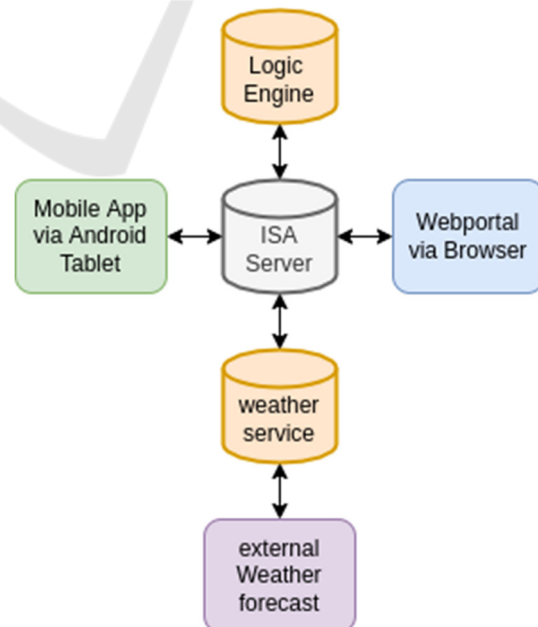 Logic
Engine
Mobile App
via Android
Tablet
ISA
Server
Webportal
via Browser
weather
service
external
Weather
forecast